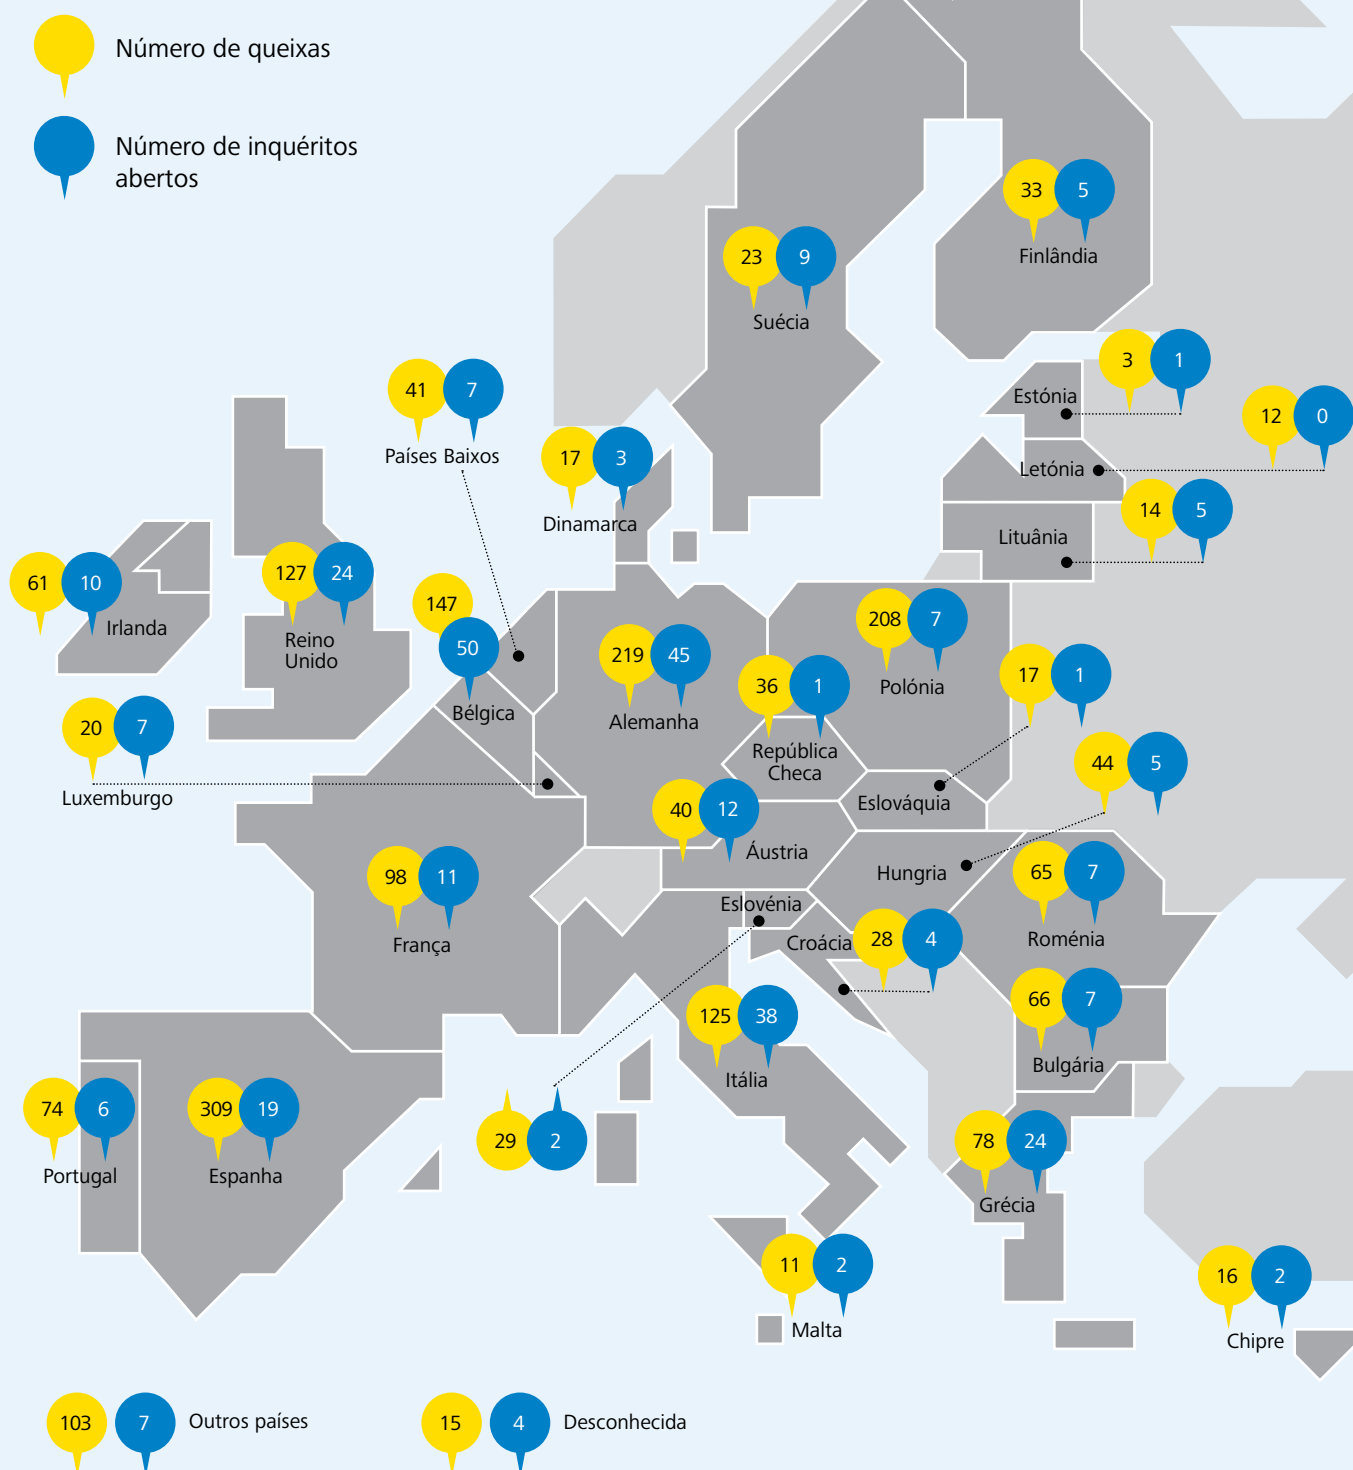 Número de queixas
Número de inquéritos
abertos
33 5
Finlândia
23 9
Suécia
3 1
Estónia
12 0
Letónia
14 5
Lituânia
41 7
Países Baixos
17 3
Dinamarca
61 10
Irlanda
127 24
Reino
Unido
147
50
Bélgica
219 45
Alemanha
208 7
Polónia
36 1
República
Checa
17 1
Eslováquia
20 7
Luxemburgo
44 5
Hungria
40 12
Áustria
98 11
França
65 7
Roménia
Eslovénia
29 2
Croácia
28 4
66 7
Bulgária
125 38
Itália
74 6
Portugal
309 19
Espanha
78 24
Grécia
11 2
Malta
16 2
Chipre
103 7 Outros países
15 4 Desconhecida